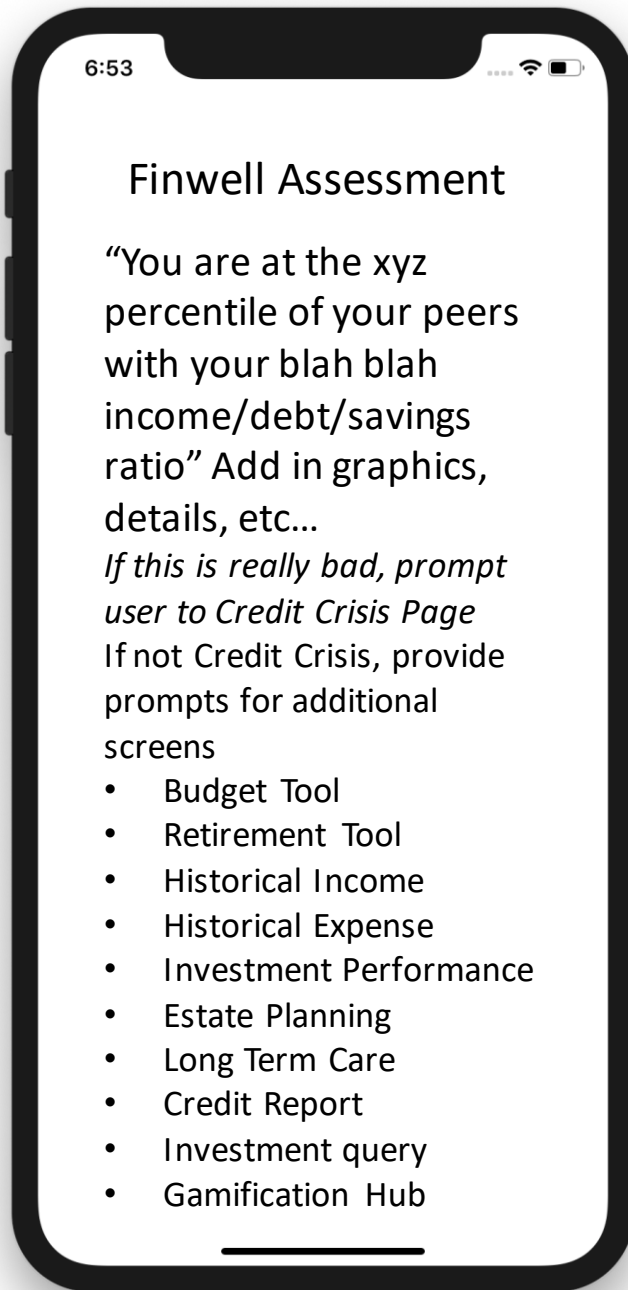 6:53
Finwell Assessment
“You are at the xyz
percentile of your peers
with your blah blah
income/debt/savings
ratio” Add in graphics,
details, etc…
If this is really bad, prompt
user to Credit Crisis Page
If not Credit Crisis, provide
prompts for additional
screens
• Budget Tool
• Retirement Tool
• Historical Income
• Historical Expense
• Investment Performance
• Estate Planning
• Long Term Care
• Credit Report
• Investment query
• Gamification Hub